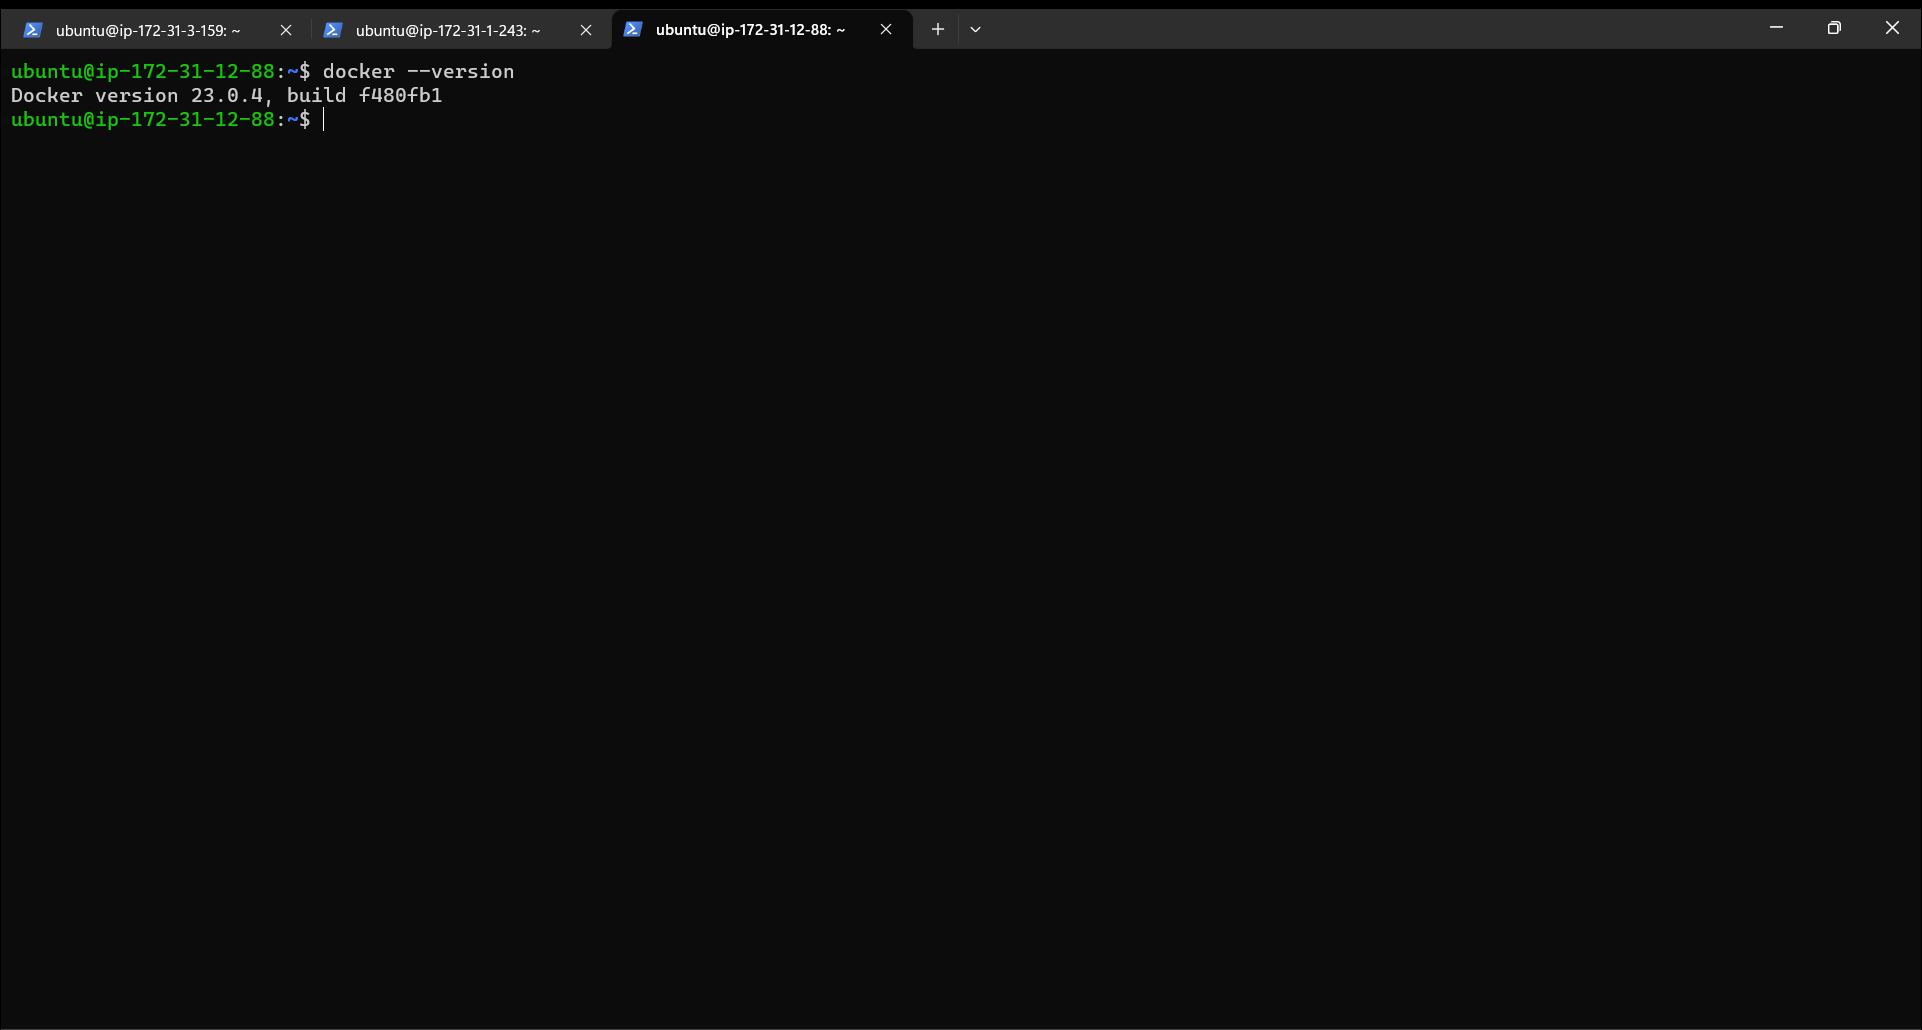 ubuntu@ip-172-31-3-159: ~
ubuntu@ip-172-31-1-243: ~
ubuntu@ip-172-31-12-88: ~
ubuntu@ip-172-31-12-88:~$ docker --version
Docker version 23.0.4, build f480fb1
ubuntu@ip-172-31-12-88:~$